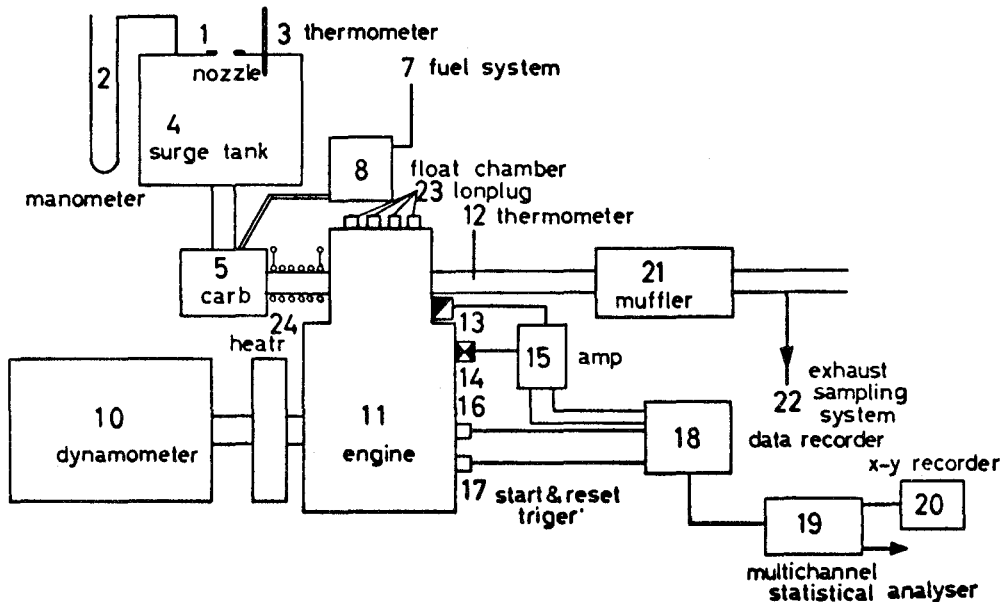 1
3 thermometer
2
nozzle
7 fuel system
4
surge tank
8
float chamber
manometer
23 lonplug
12 thermometer
5
carb
21
muffler
24
13
heatr
15
amp
14
exhaust
sampling
22 system
10
dynamometer
11
engine
16
18
data recorder
x-y recorder
17
start & reset
triger
19
20
multichannel
statistical analyser